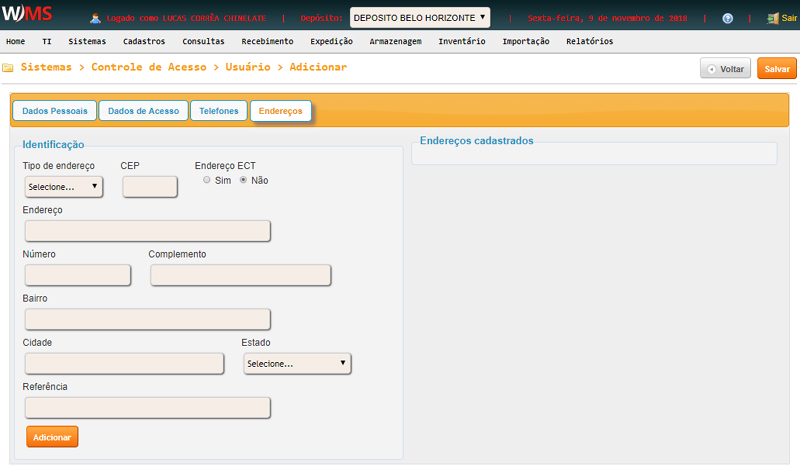 WMS Logado como LUCAS CORRÊA CHINELATE | Depósito: DEPOSITO BELO HORIZONTE | Sexta-feira, 9 de novembro de 2018 | ? | Sair
Home TI Sistemas Cadastros Consultas Recebimento Expedição Armazenagem Inventário Importação Relatórios
Sistemas > Controle de Acesso > Usuário > Adicionar Voltar Salvar
Dados Pessoais Dados de Acesso Telefones Endereços
Identificação
Tipo de endereço CEP Endereço ECT
Selecione... Sim Não
Endereço
Número Complemento
Bairro
Cidade Estado
Selecione...
Referência
Adicionar
Endereços cadastrados